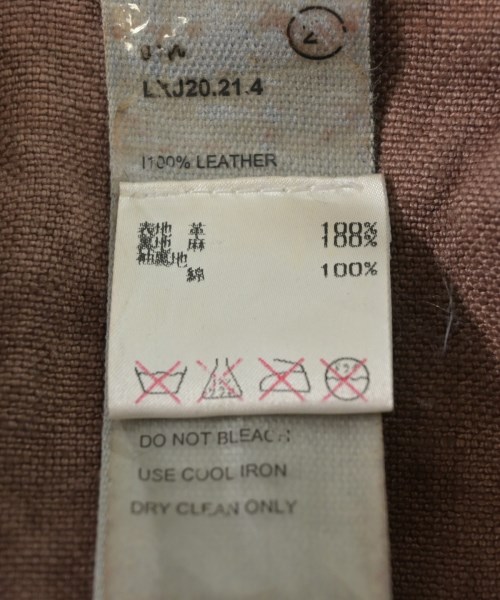 2
LXJ20.21.4
100% LEATHER
表地 革 100%
裏地 麻 100%
袖裏地
綿 100%
DO NOT BLEACH
USE COOL IRON
DRY CLEAN ONLY